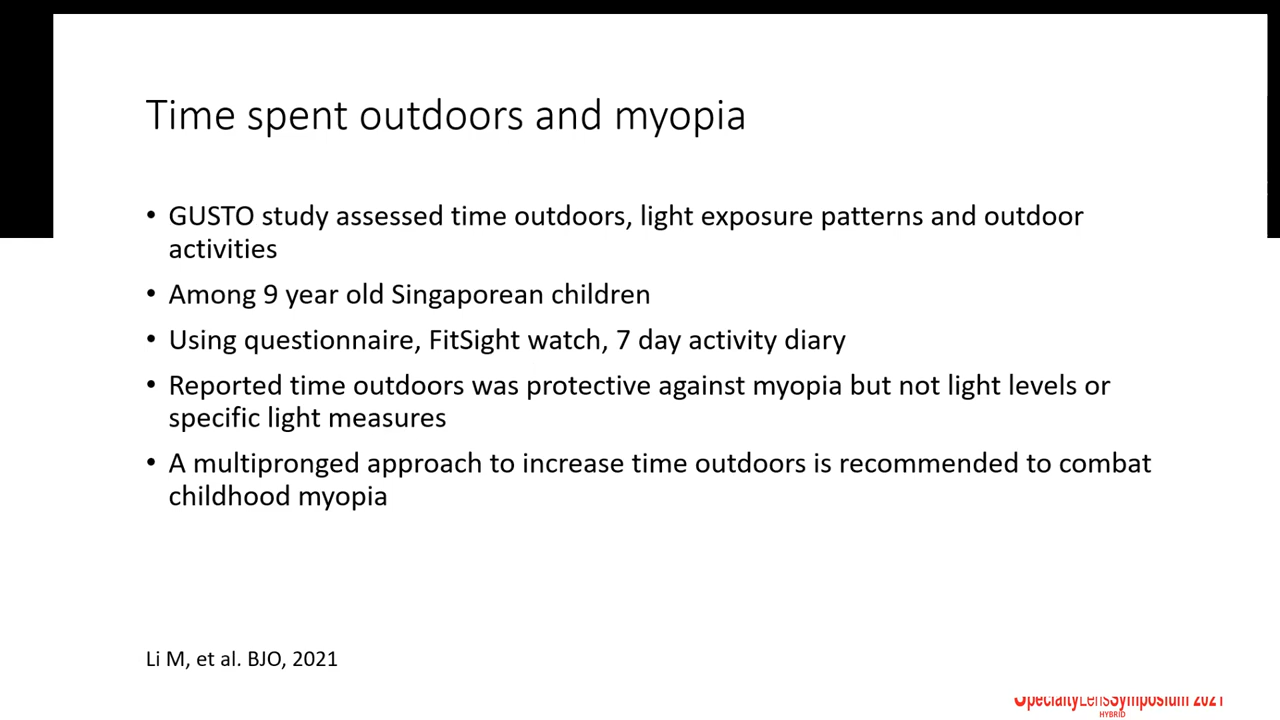 Time spent outdoors and myopia
• GUSTO study assessed time outdoors, light exposure patterns and outdoor
activities
• Among 9 year old Singaporean children
• Using questionnaire, FitSight watch, 7 day activity diary
• Reported time outdoors was protective against myopia but not light levels or
specific light measures
• A multipronged approach to increase time outdoors is recommended to combat
childhood myopia
Li M, et al. BJO, 2021
SpecialtyLensSymposium 2021
HYBRID